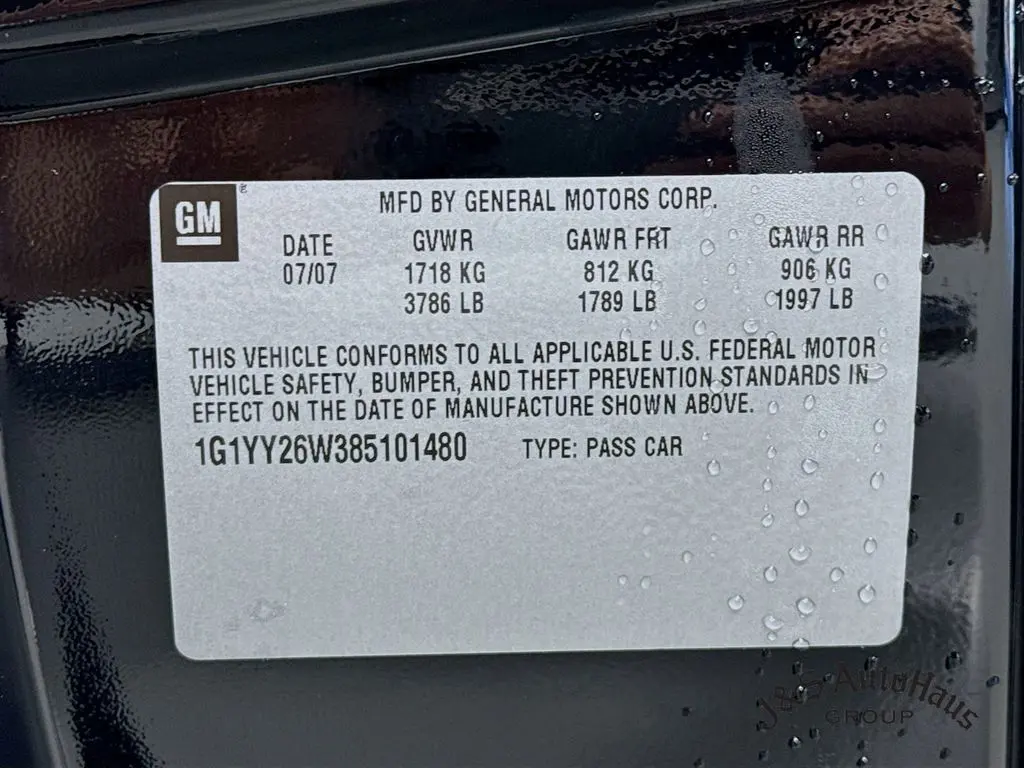 GM
MFD BY GENERAL MOTORS CORP.
DATE GVWR GAWR FRT GAWR RR
07/07 1718 KG 812 KG 906 KG
3786 LB 1789 LB 1997 LB
THIS VEHICLE CONFORMS TO ALL APPLICABLE U.S. FEDERAL MOTOR
VEHICLE SAFETY, BUMPER, AND THEFT PREVENTION STANDARDS IN
EFFECT ON THE DATE OF MANUFACTURE SHOWN ABOVE.
1G1YY26W385101480 TYPE: PASS CAR
J&S AutoHaus
GROUP